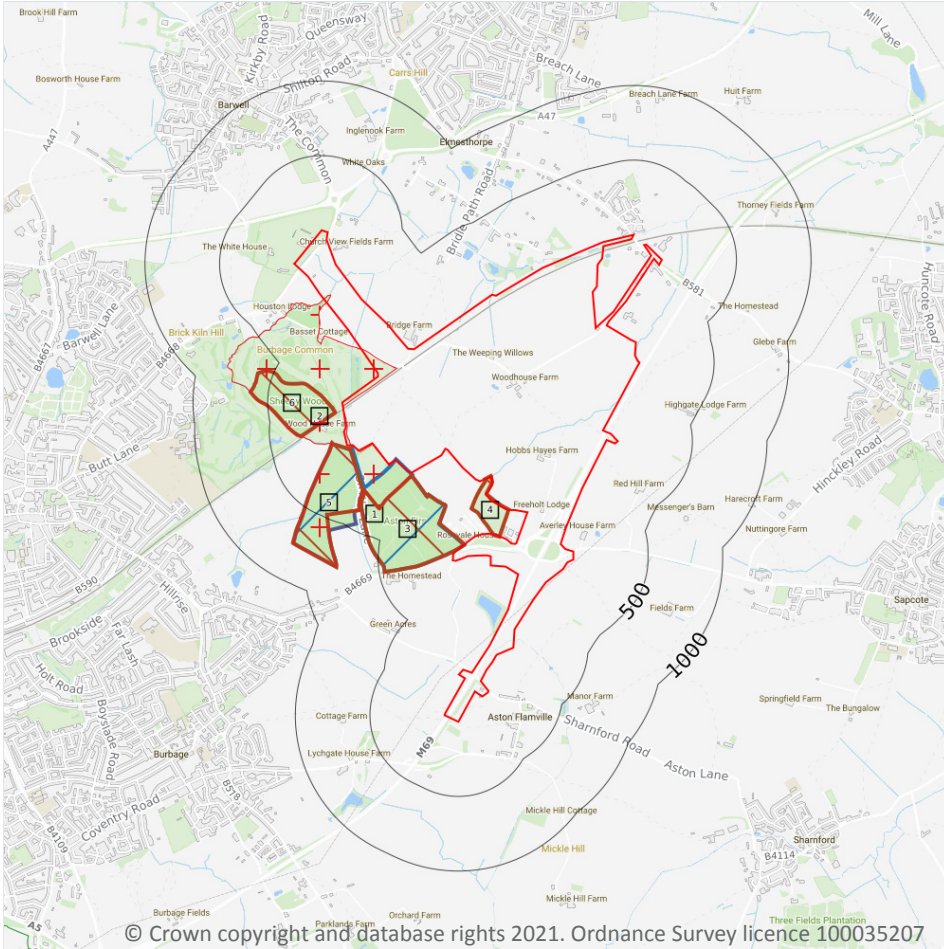 Brook Hill Farm
Kirkby Road
Queensway
Mill Lane
Shilton Road
Carrs Hill
Breach Lane
Bosworth House Farm
Breach Lane Farm
Huit Farm
Barwell
A47
A447
Inglenook Farm
The Common
Elmesthorpe
White Oaks
Bridle Path Road
Thorney Fields Farm
The White House
Church View Fields Farm
B581
Huncote Road
Houston Lodge
The Homestead
Barwell Lane
Brick Kiln Hill
Basset Cottage
Bridge Farm
Glebe Farm
B4667
B4668
Burbage Common
The Weeping Willows
Woodhouse Farm
6
2
Highgate Lodge Farm
Butt Lane
Hobbs Hayes Farm
Hinckley Road
Red Hill Farm
5
1
3
4
Freeholt Lodge
Messenger's Barn
Harecroft Farm
Averley House Farm
Nuttingore Farm
B4669
The Homestead
B590
Hillrise
500
Fields Farm
Sapcote
Brookside
Far Lash
Green Acres
1000
Holt Road
Boyslade Road
Manor Farm
Springfield Farm
The Bungalow
Cottage Farm
Aston Flamville
Sharnford Road
Burbage
Lychgate House Farm
M69
Aston Lane
B578
Coventry Road
B4109
Mickle Hill Cottage
Sharnford
Mickle Hill
B4114
Mickle Hill Farm
Burbage Fields
Parklands Farm
Orchard Farm
Three Fields Plantation
A5
© Crown copyright and database rights 2021. Ordnance Survey licence 100035207